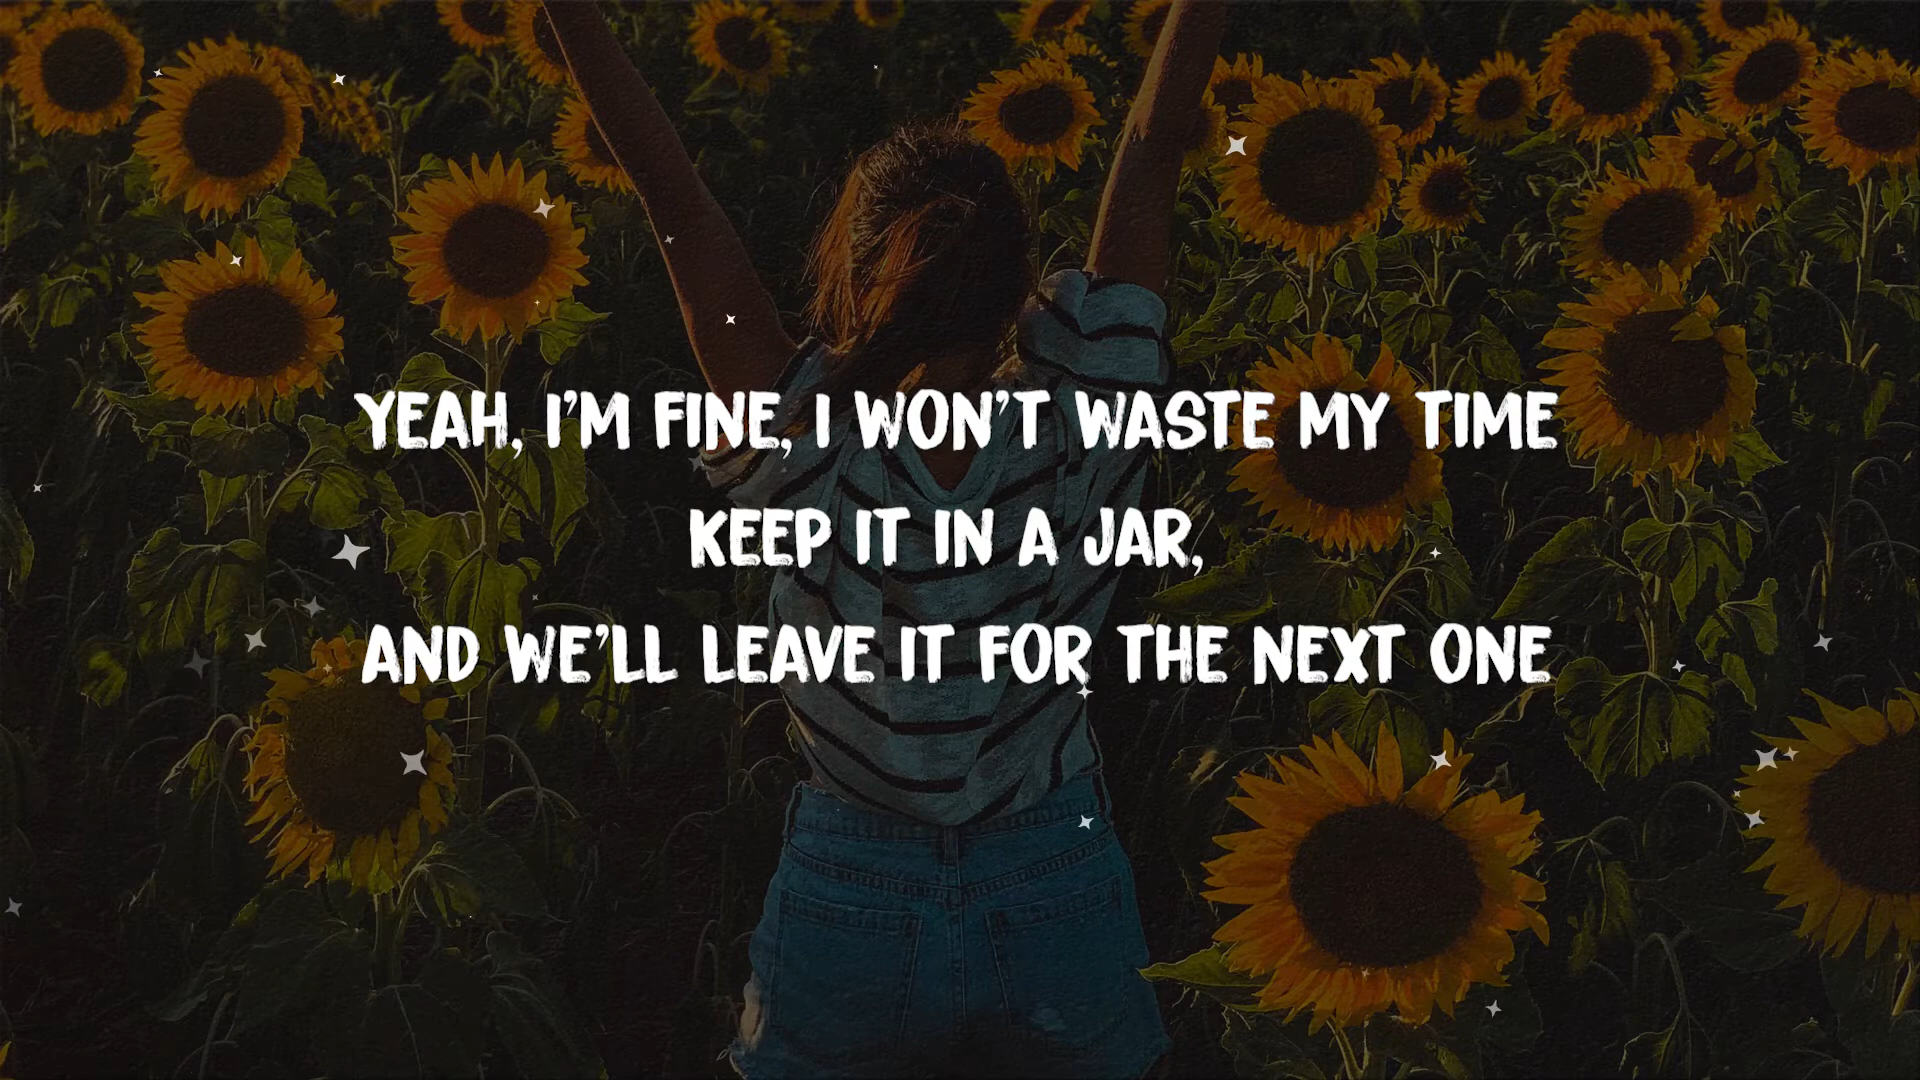 YEAH, I'M FINE, I WON'T WASTE MY TIME
KEEP IT IN A JAR,
AND WE'LL LEAVE IT FOR THE NEXT ONE